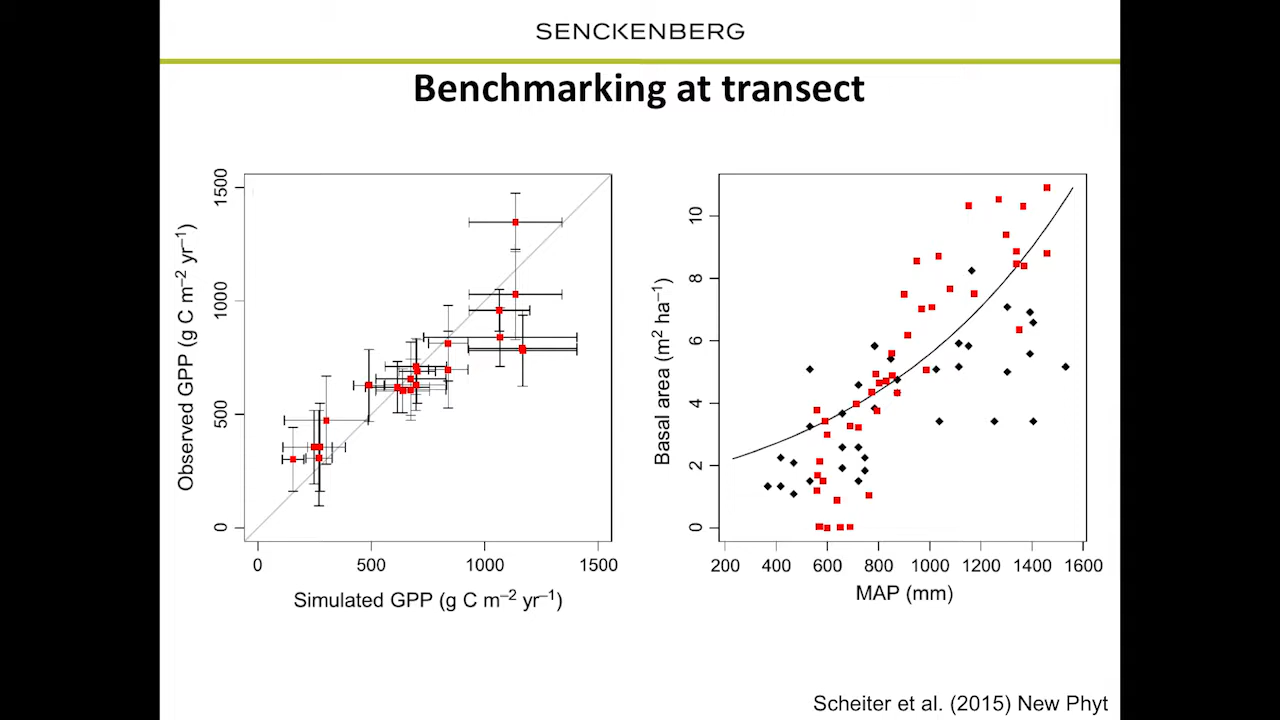 SENCKENBERG
Benchmarking at transect
1500
1000
500
0
Observed GPP (g C m⁻² yr⁻¹)
0 500 1000 1500
Simulated GPP (g C m⁻² yr⁻¹)
10
8
6
4
2
0
Basal area (m² ha⁻¹)
200 400 600 800 1000 1200 1400 1600
MAP (mm)
Scheiter et al. (2015) New Phyt